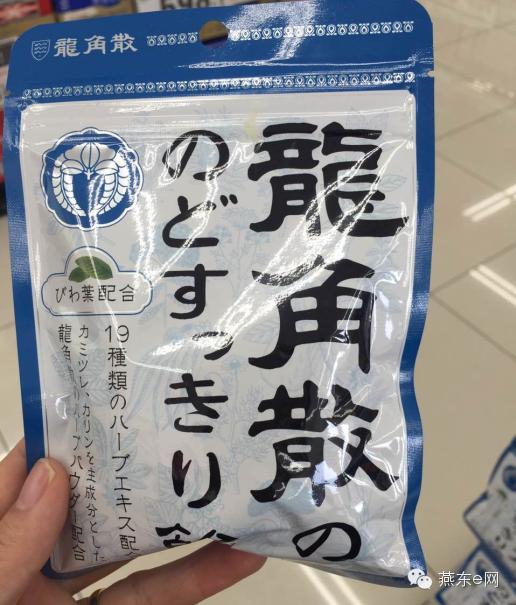 龍角散
龍角散の
のどすっきり飴
びわ葉配合
19種類のハーブエキス配
カミツレ、カリンを主成分とした
龍角 ハーブパウダー配合
燕东e网